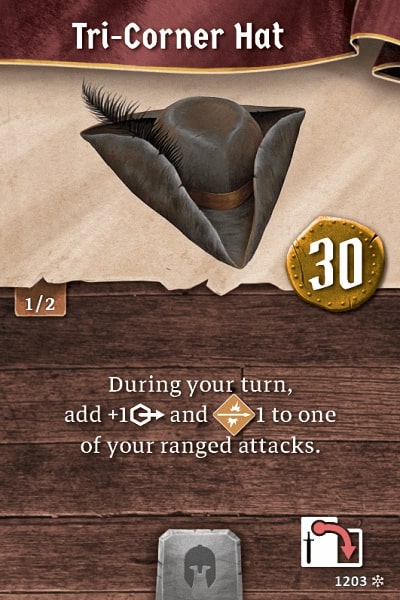 Tri-Corner Hat
30
1/2
During your turn,
add +1 and 1 to one
of your ranged attacks.
1203